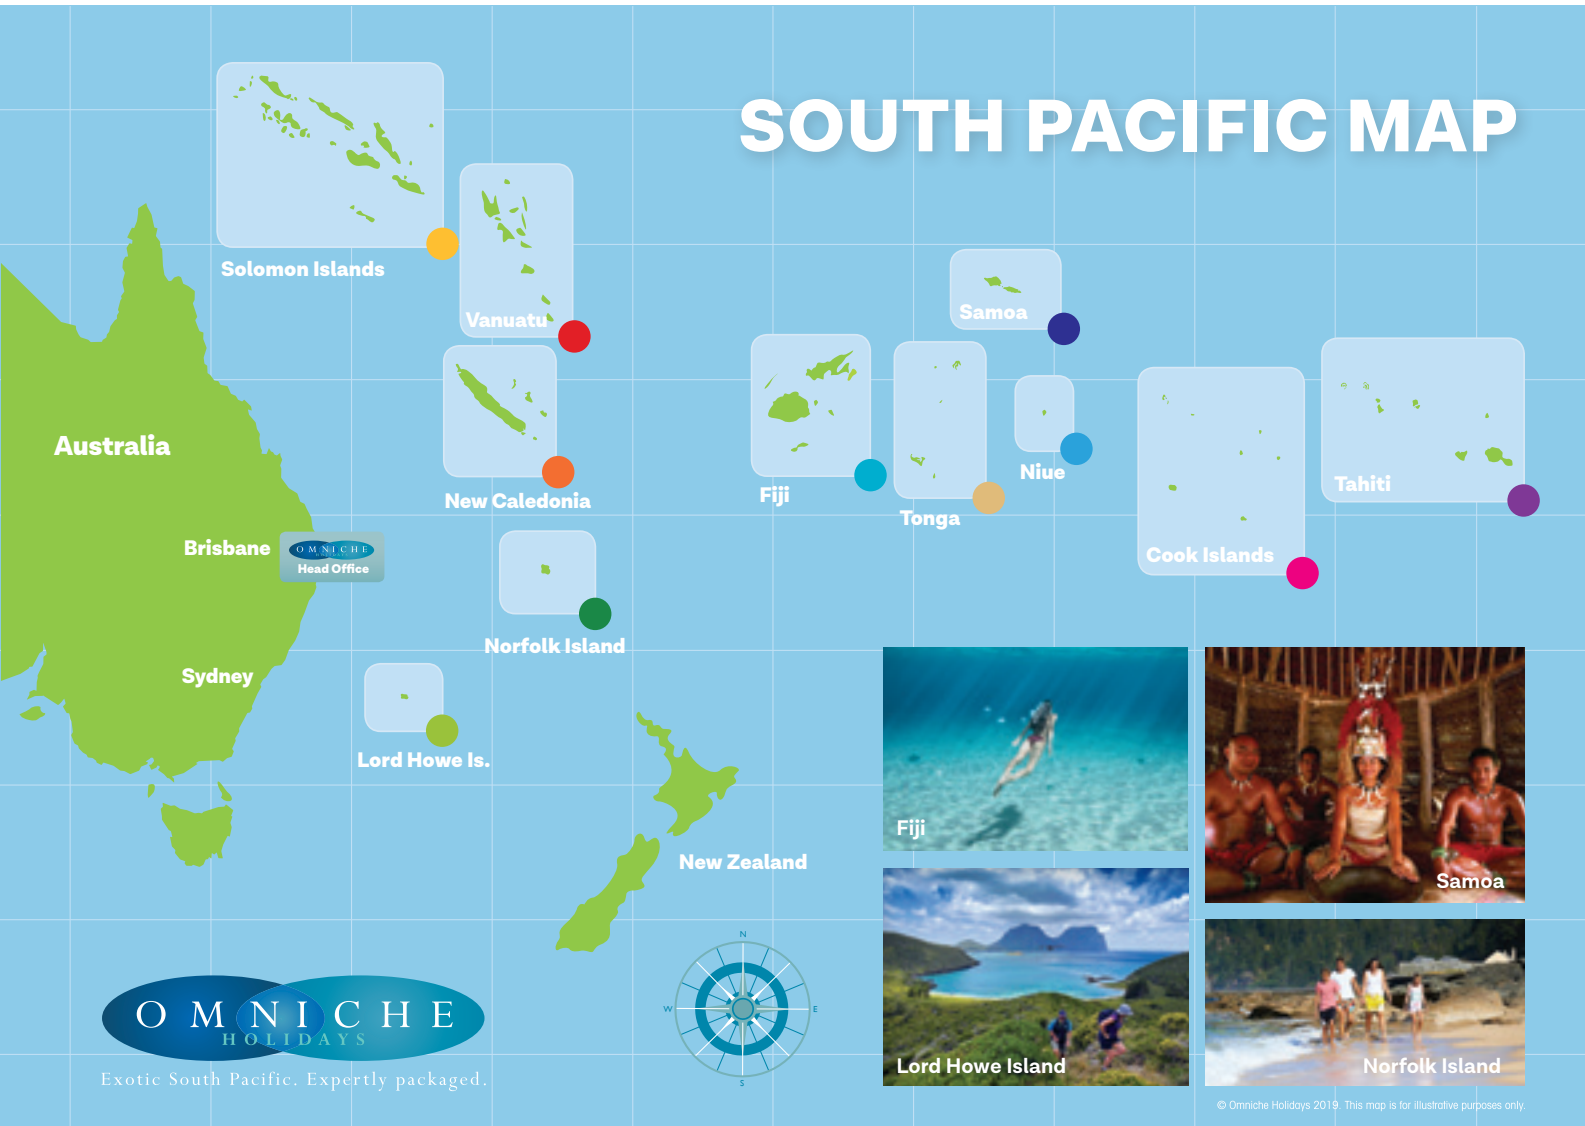 SOUTH PACIFIC MAP
Solomon Islands
Vanuatu
Samoa
Australia
New Caledonia
Fiji
Tonga
Niue
Cook Islands
Tahiti
Brisbane
OMNICHE
HOLIDAYS
Head Office
Norfolk Island
Sydney
Lord Howe Is.
New Zealand
Fiji
Samoa
Lord Howe Island
Norfolk Island
N
W
E
S
OMNICHE
HOLIDAYS
Exotic South Pacific. Expertly packaged.
© Omniche Holidays 2019. This map is for illustrative purposes only.